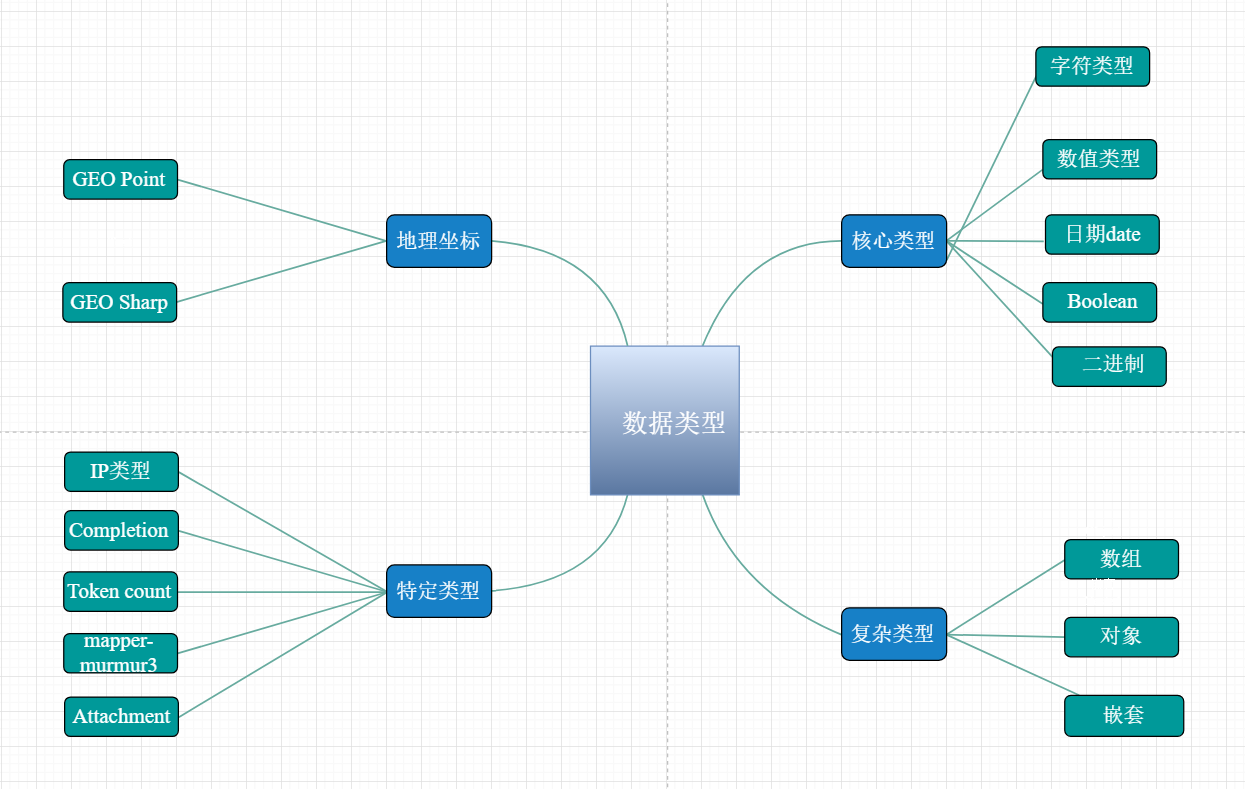 字符类型
数值类型
GEO Point
日期date
地理坐标
核心类型
GEO Sharp
Boolean
二进制
数据类型
IP类型
Completion
数组
Token count
特定类型
复杂类型
对象
mapper-
murmur3
Attachment
嵌套